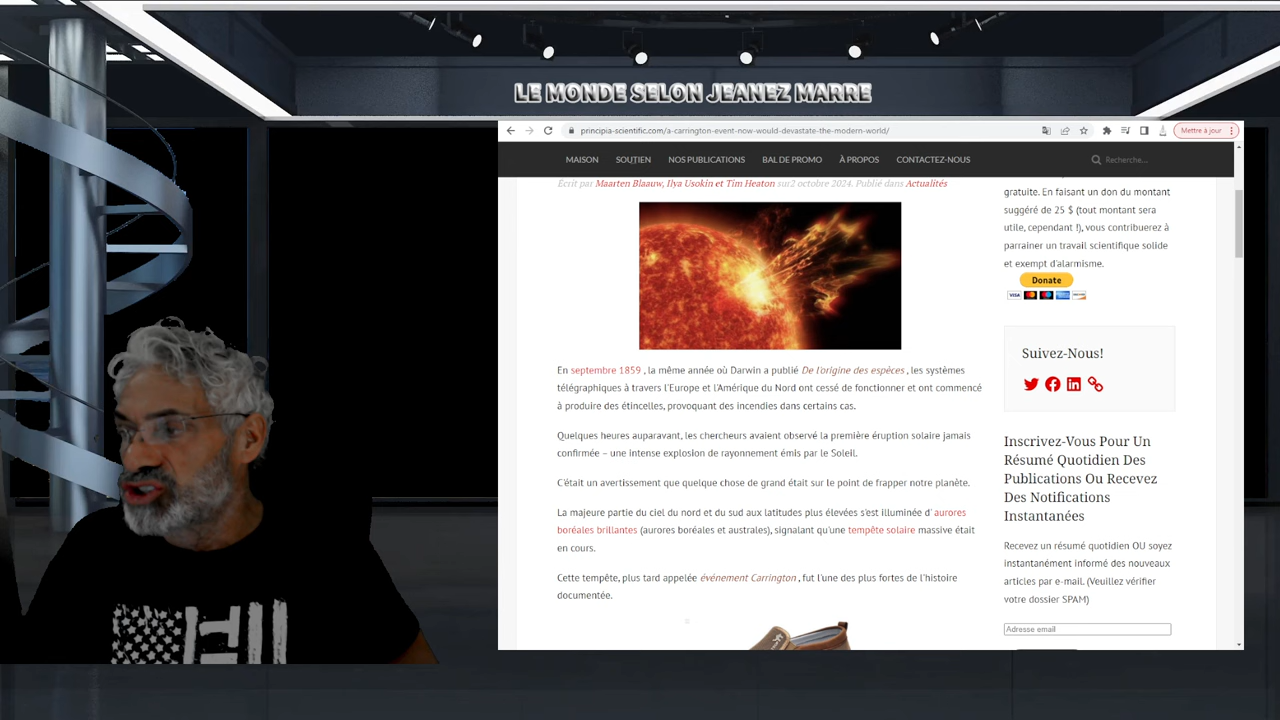 LE MONDE SELON JEANEZ MARRE
principia-scientific.com/a-carrington-event-now-would-devastate-the-modern-world/
Mettre à jour
MAISON SOUTIEN NOS PUBLICATIONS BAL DE PROMO À PROPOS CONTACTEZ-NOUS
Recherche...
Écrit par Maarten Blaauw, Ilya Usokin et Tim Heaton sur2 octobre 2024. Publié dans Actualités
En septembre 1859 , la même année où Darwin a publié De l'origine des espèces , les systèmes
télégraphiques à travers l'Europe et l'Amérique du Nord ont cessé de fonctionner et ont commencé
à produire des étincelles, provoquant des incendies dans certains cas.
Quelques heures auparavant, les chercheurs avaient observé la première éruption solaire jamais
confirmée – une intense explosion de rayonnement émis par le Soleil.
C'était un avertissement que quelque chose de grand était sur le point de frapper notre planète.
La majeure partie du ciel du nord et du sud aux latitudes plus élevées s'est illuminée d' aurores
boréales brillantes (aurores boréales et australes), signalant qu'une tempête solaire massive était
en cours.
Cette tempête, plus tard appelée événement Carrington , fut l'une des plus fortes de l'histoire
documentée.
gratuite. En faisant un don du montant
suggéré de 25 $ (tout montant sera
utile, cependant !), vous contribuerez à
parrainer un travail scientifique solide
et exempt d'alarmisme.
Donate
VISA
Suivez-Nous!
Inscrivez-Vous Pour Un
Résumé Quotidien Des
Publications Ou Recevez
Des Notifications
Instantanées
Recevez un résumé quotidien OU soyez
instantanément informé des nouveaux
articles par e-mail. (Veuillez vérifier
votre dossier SPAM)
Adresse email